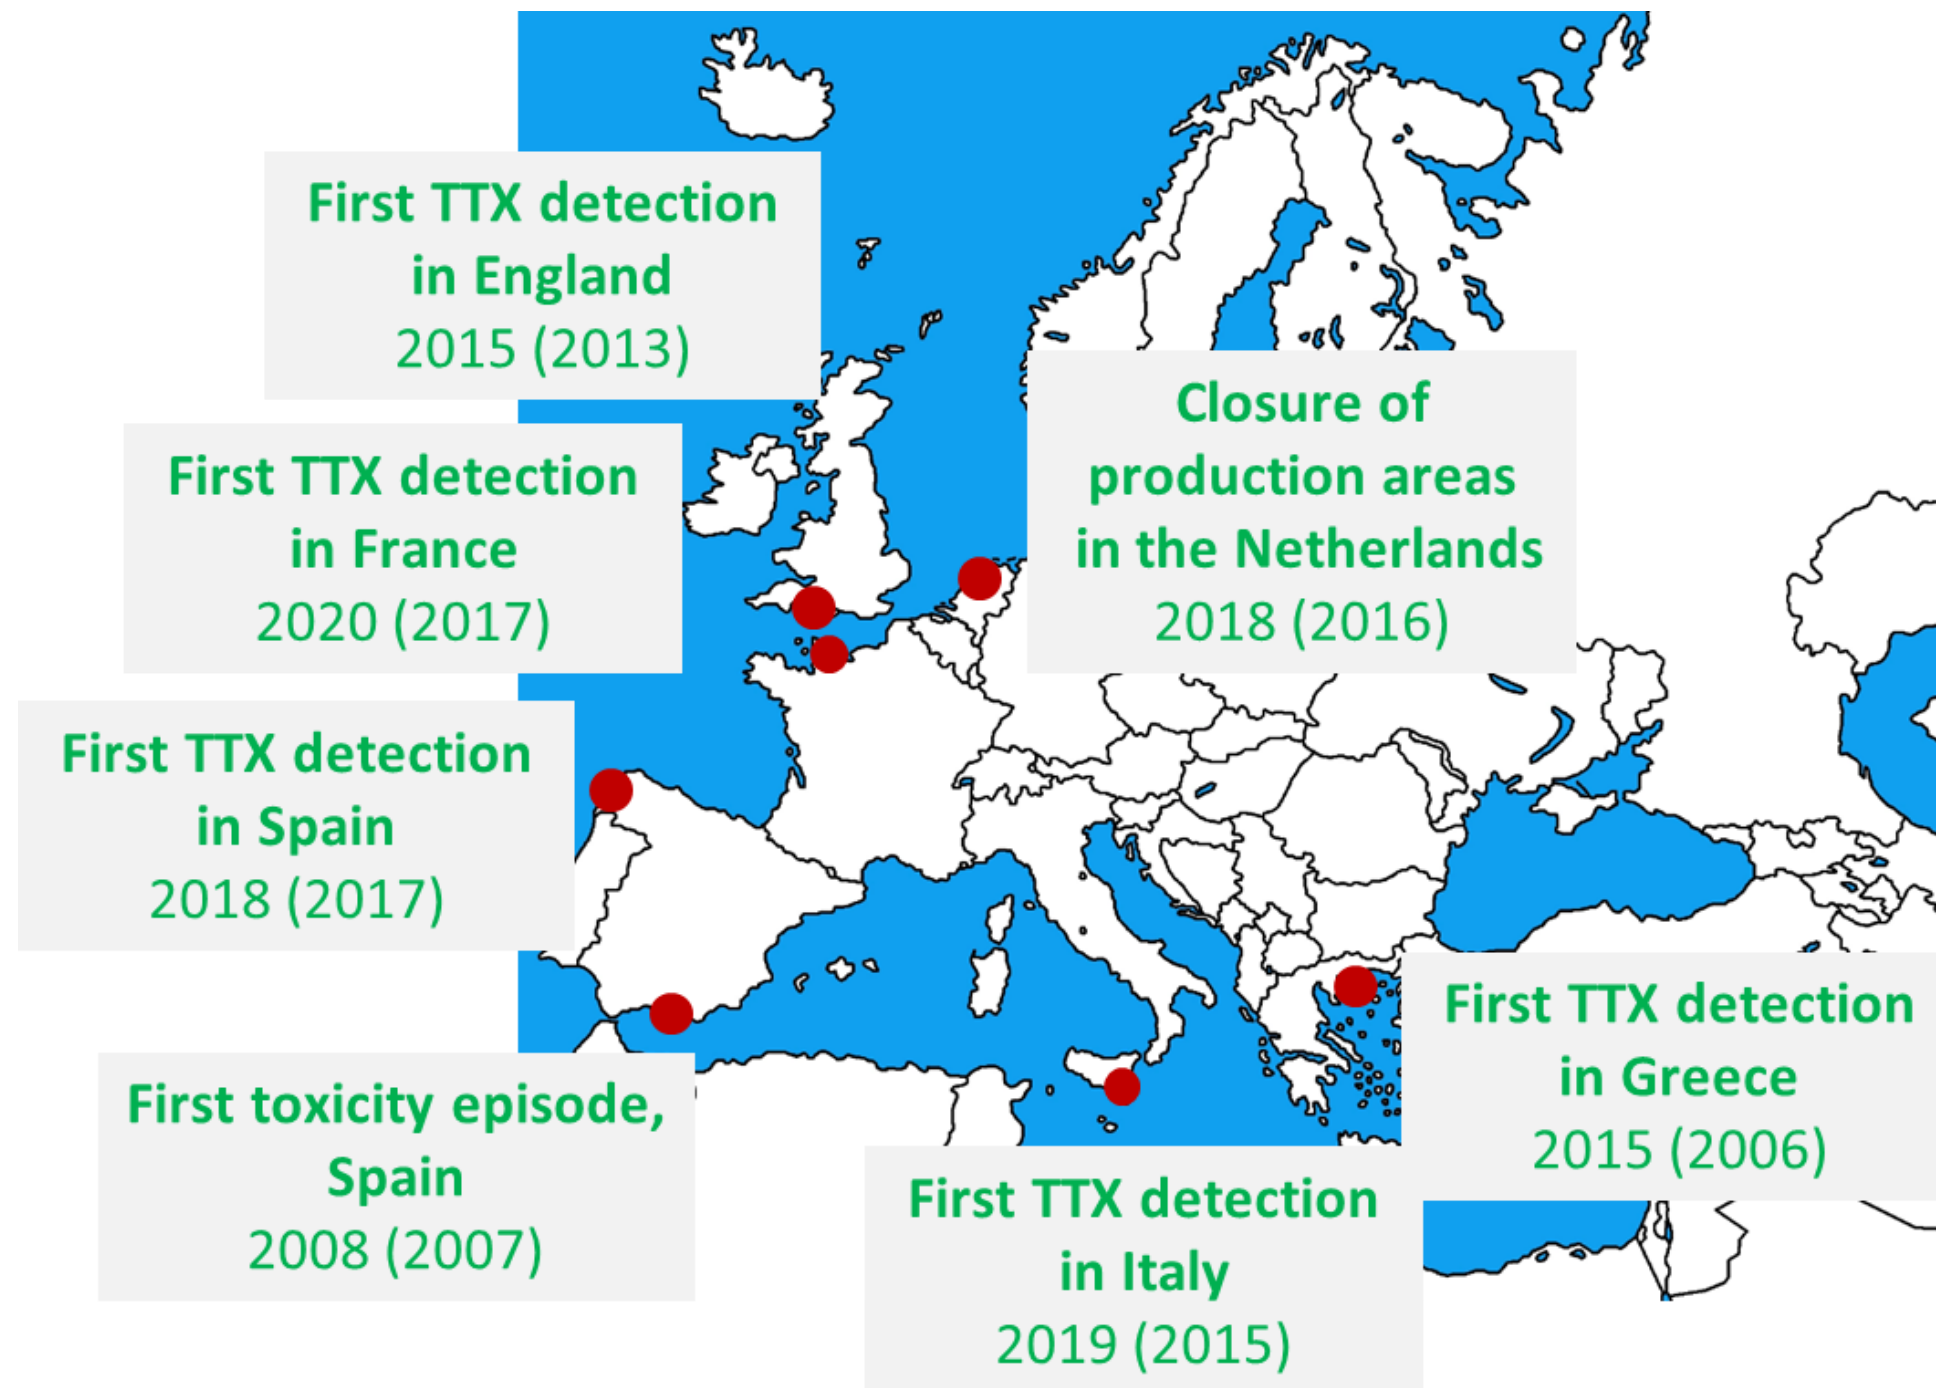 First TTX detection
in England
2015 (2013)
First TTX detection
in France
2020 (2017)
Closure of
production areas
in the Netherlands
2018 (2016)
First TTX detection
in Spain
2018 (2017)
First toxicity episode,
Spain
2008 (2007)
First TTX detection
in Italy
2019 (2015)
First TTX detection
in Greece
2015 (2006)